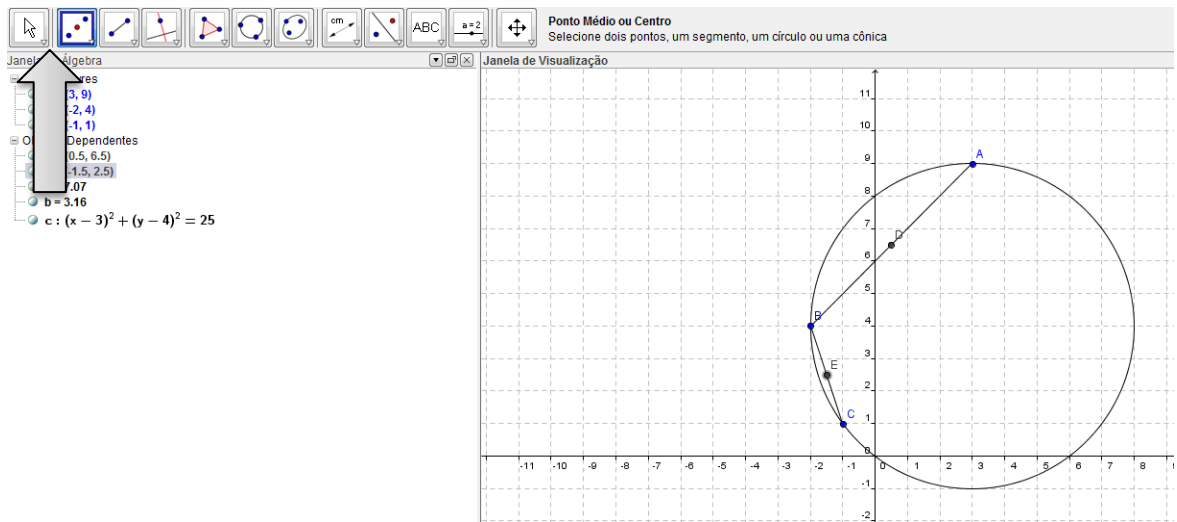 cm
ABC
a=2
Ponto Médio ou Centro
Selecione dois pontos, um segmento, um círculo ou uma cônica
Álgebra
Janela de Visualização
(3, 9)
(-2, 4)
(-1, 1)
Dependentes
(0.5, 6.5)
(-1.5, 2.5)
7.07
b = 3.16
c : (x − 3)² + (y − 4)² = 25
11
10
9
A
8
7
D
6
5
B
4
3
E
2
C
1
0
-11 -10 -9 -8 -7 -6 -5 -4 -3 -2 -1 0 1 2 3 4 5 6 7 8
-1
-2